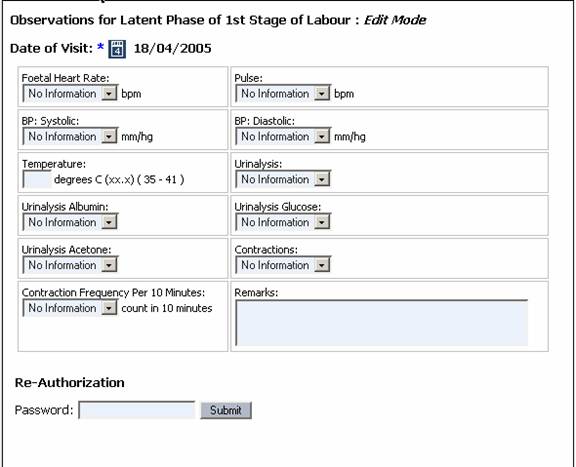 Observations for Latent Phase of 1st Stage of Labour : Edit Mode
Date of Visit: * 4 18/04/2005
Foetal Heart Rate:
No Information bpm
Pulse:
No Information bpm
BP: Systolic:
No Information mm/hg
BP: Diastolic:
No Information mm/hg
Temperature:
degrees C (xx.x) ( 35 - 41 )
Urinalysis:
No Information
Urinalysis Albumin:
No Information
Urinalysis Glucose:
No Information
Urinalysis Acetone:
No Information
Contractions:
No Information
Contraction Frequency Per 10 Minutes:
No Information count in 10 minutes
Remarks:
Re-Authorization
Password: Submit